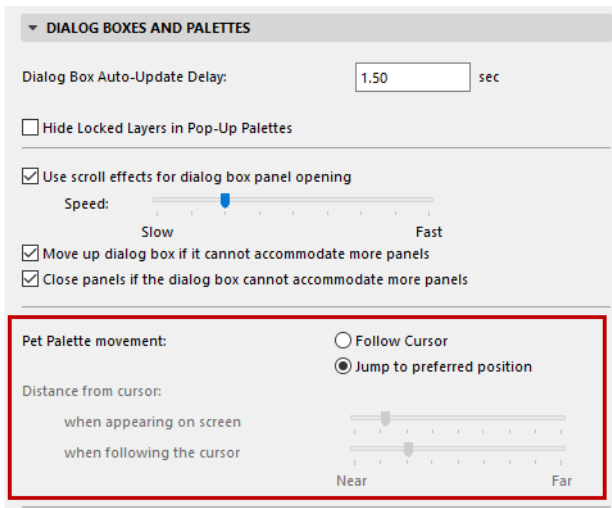 DIALOG BOXES AND PALETTES
Dialog Box Auto-Update Delay: 1.50 sec
Hide Locked Layers in Pop-Up Palettes
Use scroll effects for dialog box panel opening
Speed:
Slow Fast
Move up dialog box if it cannot accommodate more panels
Close panels if the dialog box cannot accommodate more panels
Pet Palette movement: Follow Cursor
Jump to preferred position
Distance from cursor:
when appearing on screen
when following the cursor
Near Far